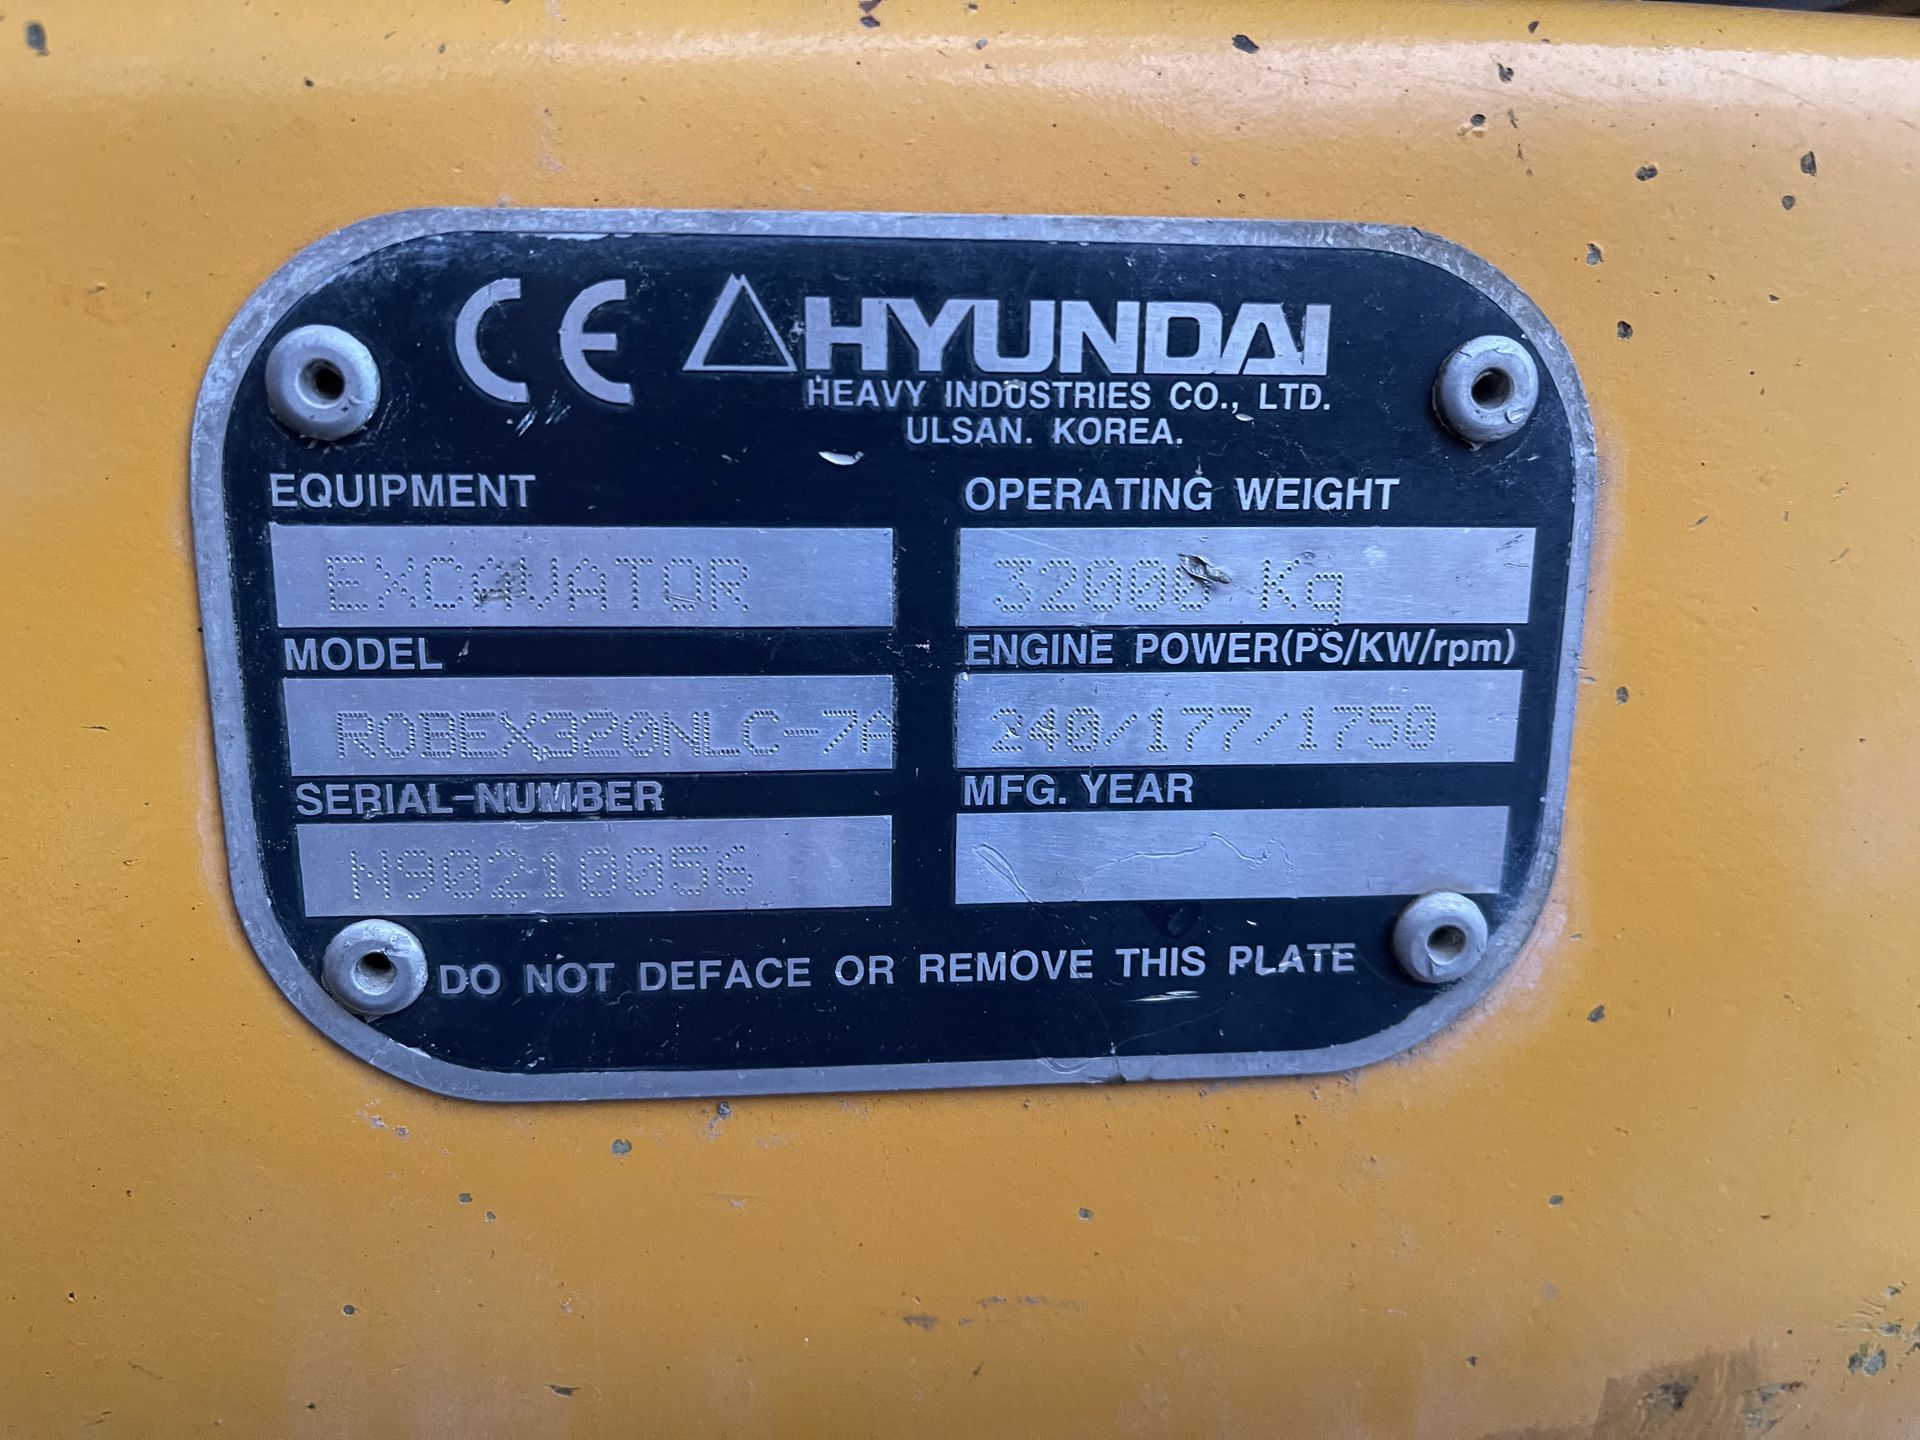 CE HYUNDAI
HEAVY INDUSTRIES CO., LTD.
ULSAN. KOREA.
EQUIPMENT
EXCAVATOR
OPERATING WEIGHT
32000 Kg
MODEL
ROBEX320NLC-7A
ENGINE POWER(PS/KW/rpm)
240/177/1750
SERIAL-NUMBER
N90210056
MFG. YEAR
DO NOT DEFACE OR REMOVE THIS PLATE